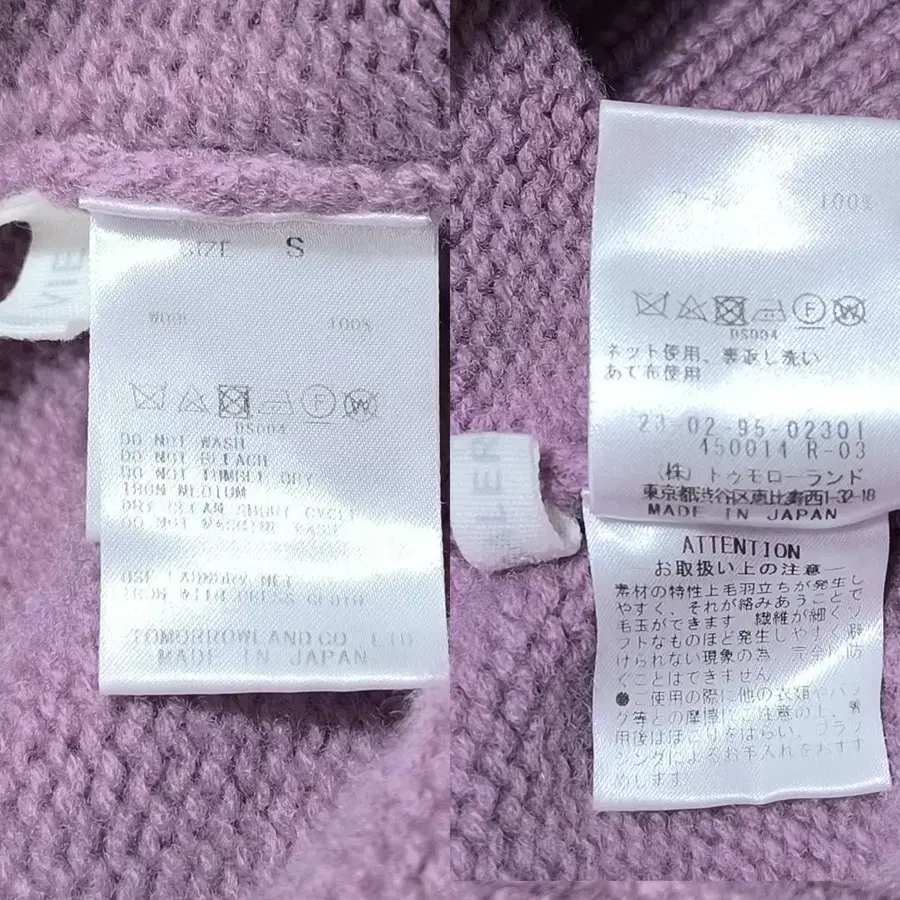 SIZE S
WOOL 100%
DS004
DO NOT WASH
DO NOT BLEACH
DO NOT TUMBLE DRY
IRON MEDIUM
DRY CLEAN SHORT CYCLE
USE LAUNDRY NET
IRON WITH PRESS CLOTH
TOMORROWLAND CO. LTD
MADE IN JAPAN
ウール 100%
F
W
DS004
ネット使用、裏返し洗い
あて布使用
23-02-95-02301
450014 R-03
(株) トゥモローランド
東京都渋谷区恵比寿西1-32-18
MADE IN JAPAN
ATTENTION
お取扱い上の注意
素材の特性上毛羽立ちが発生し
やすく、それが絡みあうことで
毛玉ができます 繊維が細くソ
フトなものほど発生しやすく避
けられない現象の為、完全に防
ぐことはできません
●ご使用の際に他の衣類やバッ
グ等との摩擦にご注意の上、着
用後はほこりをはらい、ブラッ
シングによるお手入れをおすす
めします